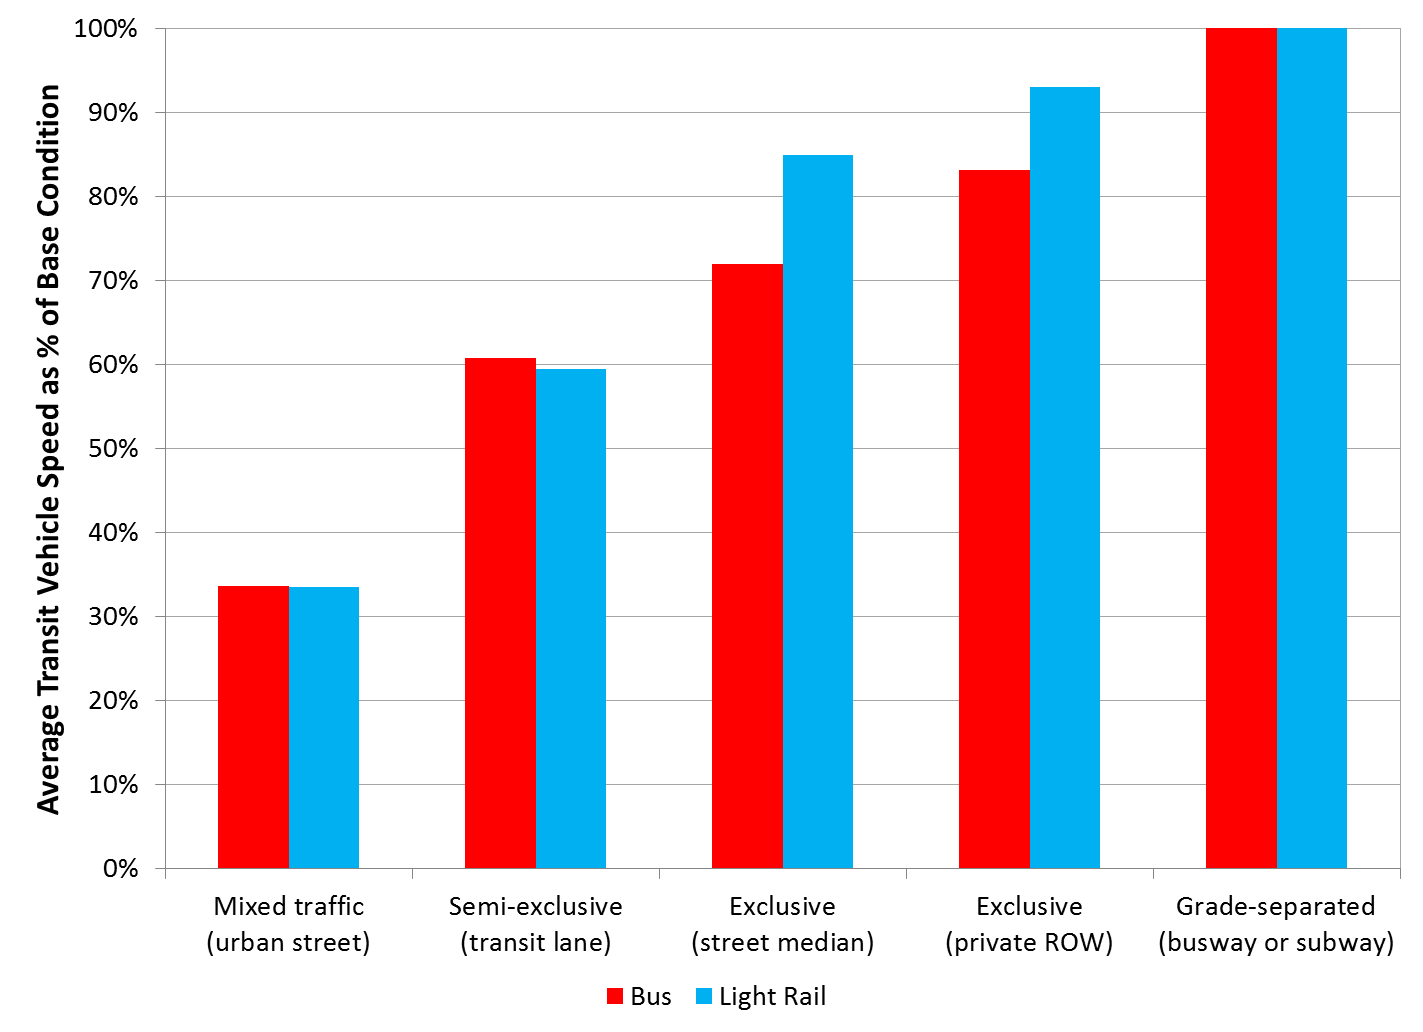 Average Transit Vehicle Speed as % of Base Condition
100%
90%
80%
70%
60%
50%
40%
30%
20%
10%
0%
Mixed traffic
(urban street)
Semi-exclusive
(transit lane)
Exclusive
(street median)
Exclusive
(private ROW)
Grade-separated
(busway or subway)
Bus
Light Rail